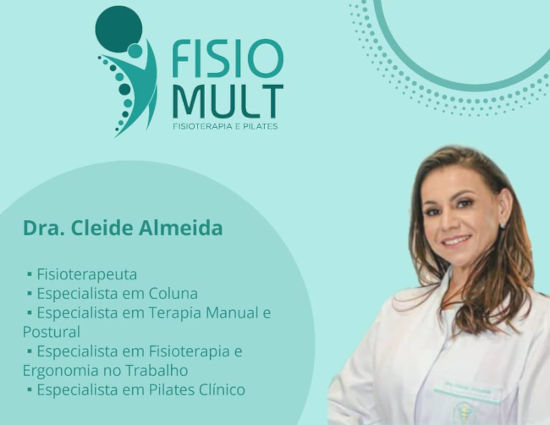 FISIO
MULT
FISIOTERAPIA E PILATES
Dra. Cleide Almeida
▪ Fisioterapeuta
▪ Especialista em Coluna
▪ Especialista em Terapia Manual e
Postural
▪ Especialista em Fisioterapia e
Ergonomia no Trabalho
▪ Especialista em Pilates Clínico